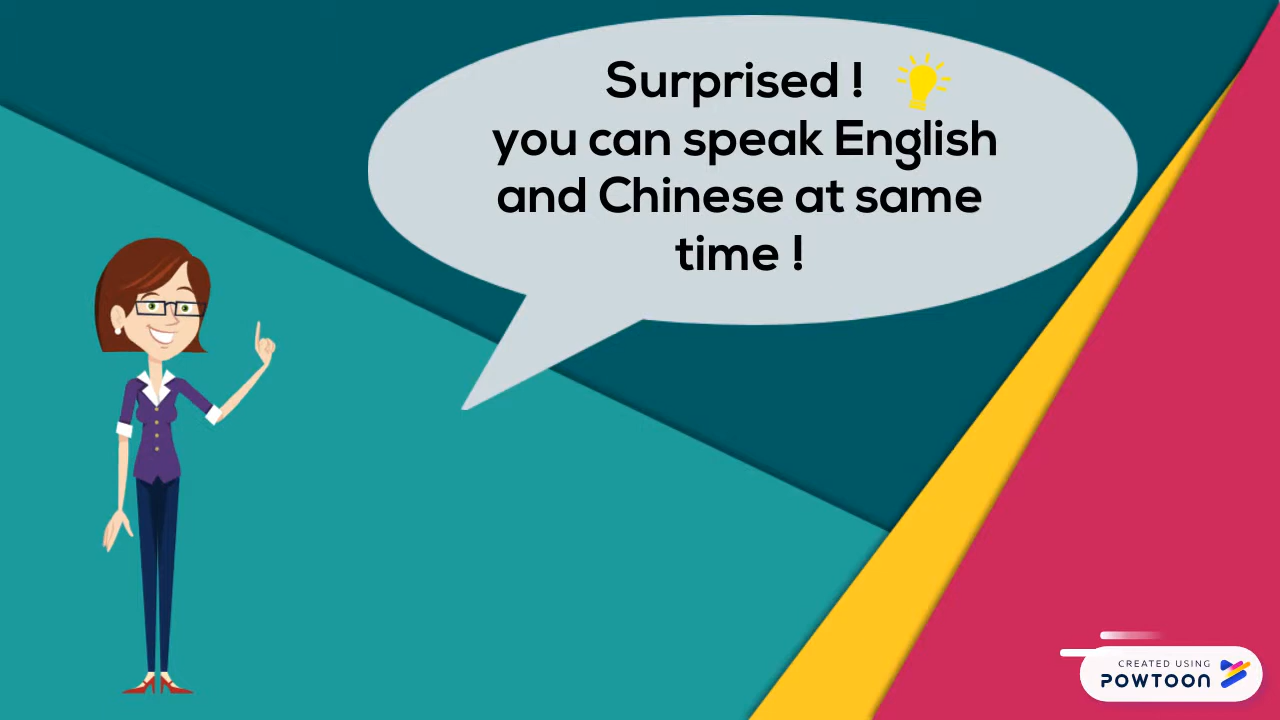 Surprised !
you can speak English
and Chinese at same
time !
CREATED USING
POWTOON